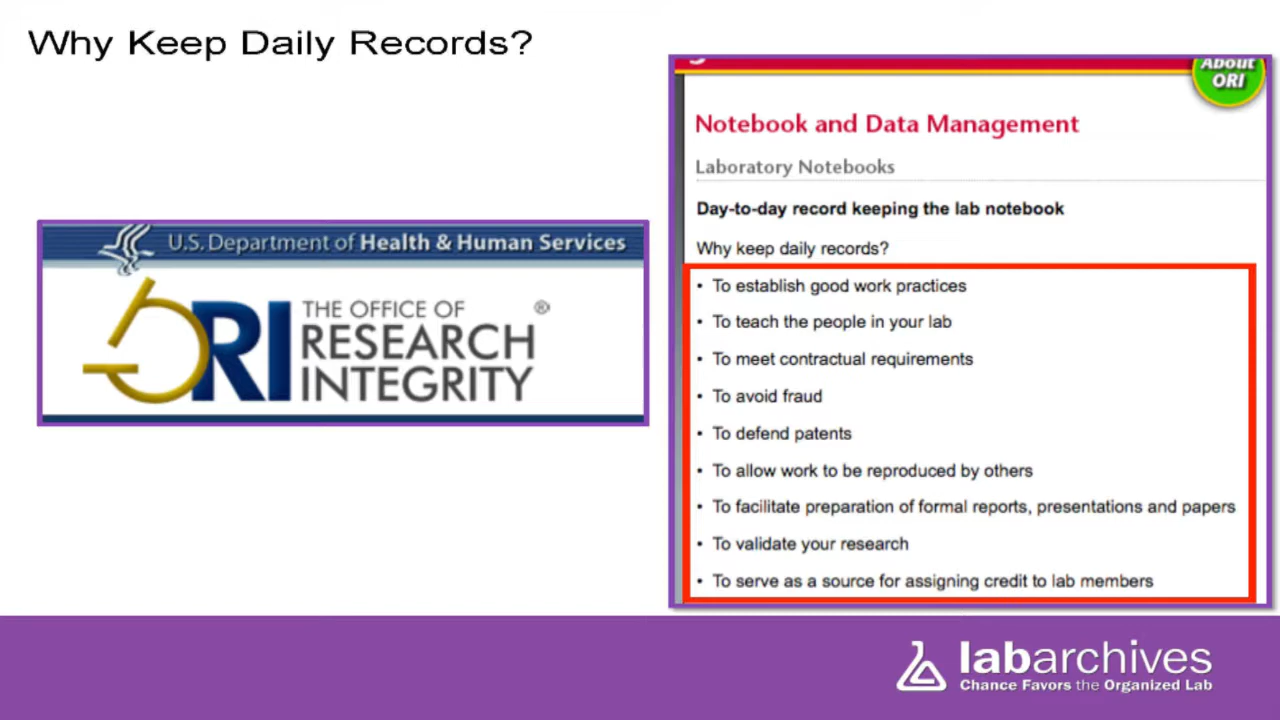 Why Keep Daily Records?
About
ORI
Notebook and Data Management
Laboratory Notebooks
Day-to-day record keeping the lab notebook
Why keep daily records?
• To establish good work practices
• To teach the people in your lab
• To meet contractual requirements
• To avoid fraud
• To defend patents
• To allow work to be reproduced by others
• To facilitate preparation of formal reports, presentations and papers
• To validate your research
• To serve as a source for assigning credit to lab members
U.S. Department of Health & Human Services
ORI
THE OFFICE OF ®
RESEARCH
INTEGRITY
labarchives
Chance Favors the Organized Lab